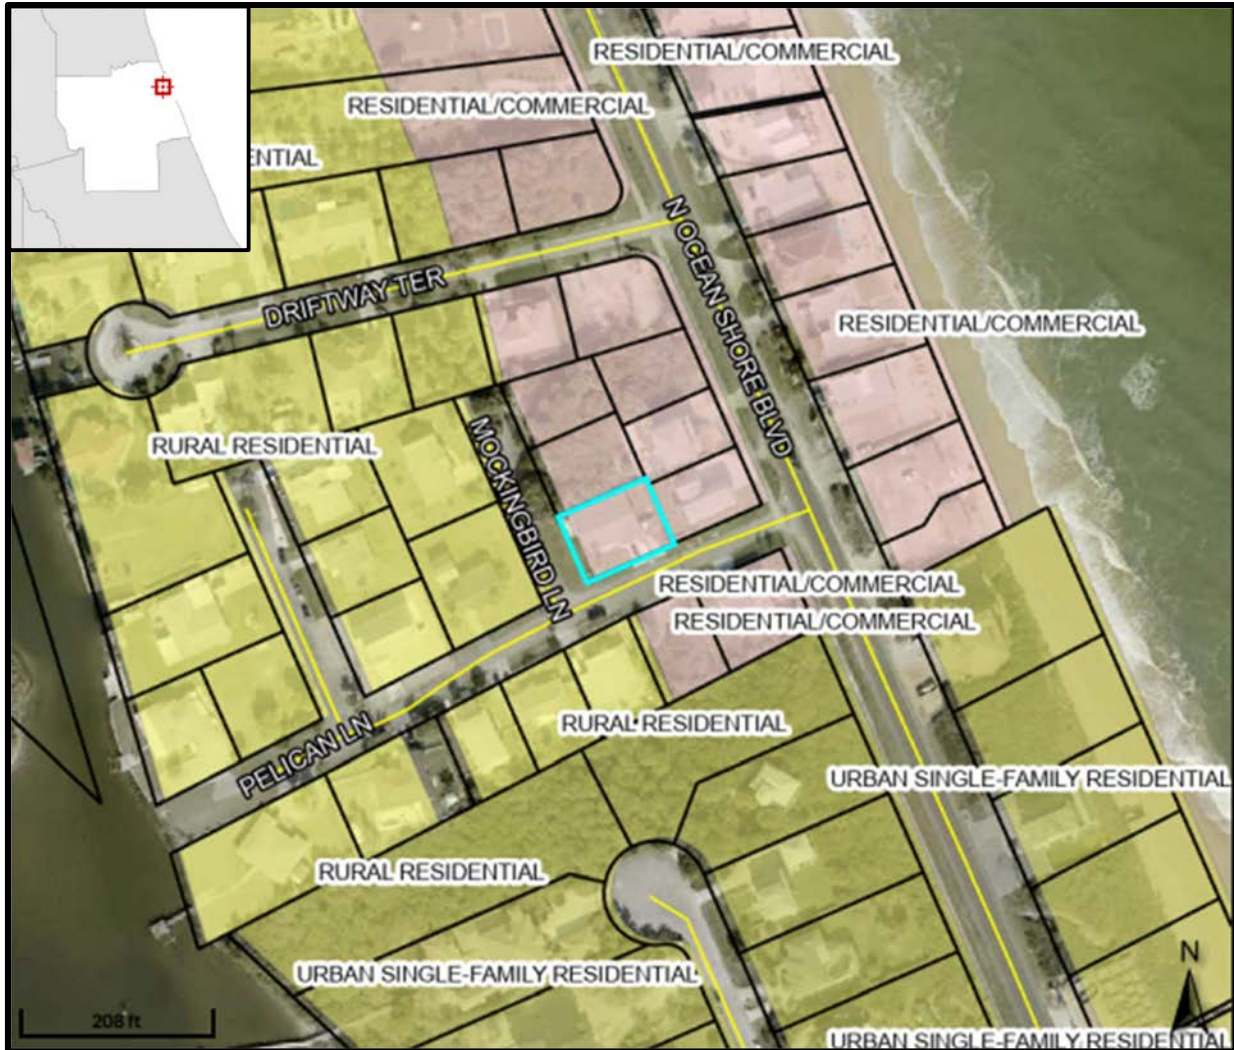 RESIDENTIAL/COMMERCIAL
RESIDENTIAL/COMMERCIAL
ENTIAL
N OCEAN SHORE BLVD
DRIFTWAY TER
RESIDENTIAL/COMMERCIAL
RURAL RESIDENTIAL
MOCKINGBIRD LN
RESIDENTIAL/COMMERCIAL
RESIDENTIAL/COMMERCIAL
RURAL RESIDENTIAL
PELICAN LN
URBAN SINGLE-FAMILY RESIDENTIAL
RURAL RESIDENTIAL
N
URBAN SINGLE-FAMILY RESIDENTIAL
208 ft
URBAN SINGLE-FAMILY RESIDENTIAL